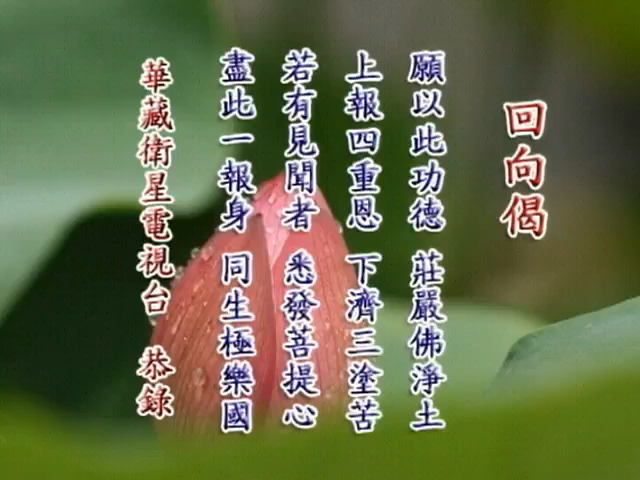 回向偈
願以此功德 莊嚴佛淨土
上報四重恩 下濟三塗苦
若有見聞者 悉發菩提心
盡此一報身 同生極樂國
華藏衛星電視台 恭錄